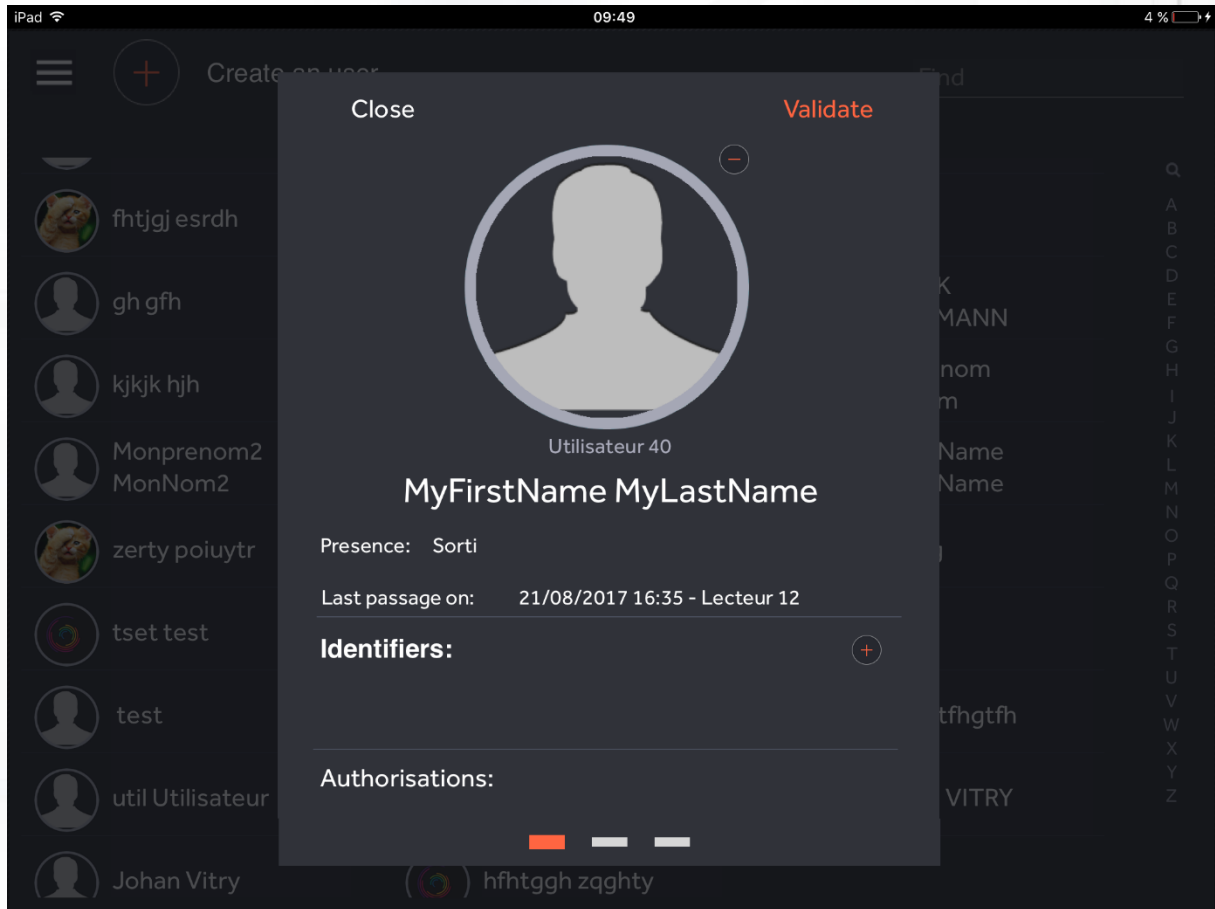 iPad 09:49 4 %
Create an user
Find
Close Validate
Utilisateur 40
MyFirstName MyLastName
Presence: Sorti
Last passage on: 21/08/2017 16:35 - Lecteur 12
Identifiers:
Authorisations:
fhtjgj esrdh
gh gfh
kjkjk hjh
Monprenom2
MonNom2
zerty poiuytr
tset test
test
util Utilisateur
Johan Vitry
K
MANN
nom
m
Name
Name
tfhgtfh
VITRY
hfhtggh zqghty
A
B
C
D
E
F
G
H
I
J
K
L
M
N
O
P
Q
R
S
T
U
V
W
X
Y
Z